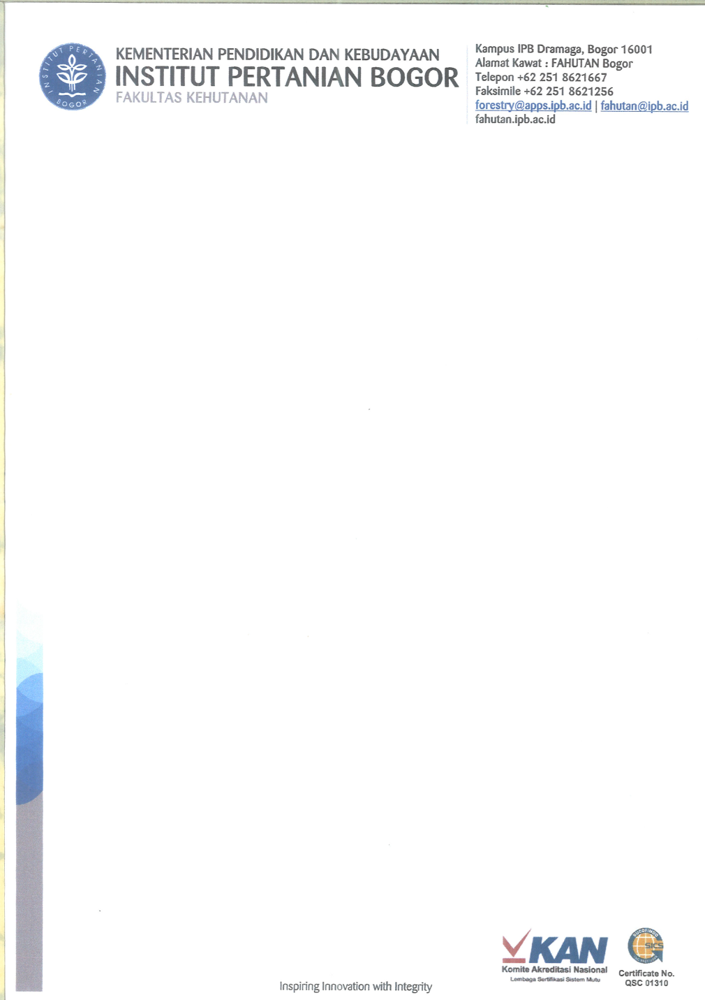 INSTITUT PERTANIAN
BOGOR
KEMENTERIAN PENDIDIKAN DAN KEBUDAYAAN
INSTITUT PERTANIAN BOGOR
FAKULTAS KEHUTANAN
Kampus IPB Dramaga, Bogor 16001
Alamat Kawat : FAHUTAN Bogor
Telepon +62 251 8621667
Faksimile +62 251 8621256
forestry@apps.ipb.ac.id | fahutan@ipb.ac.id
fahutan.ipb.ac.id
KAN
Komite Akreditasi Nasional
Lembaga Sertifikasi Sistem Mutu
SUCOFINDO
SICS
Certificate No.
QSC 01310
Inspiring Innovation with Integrity